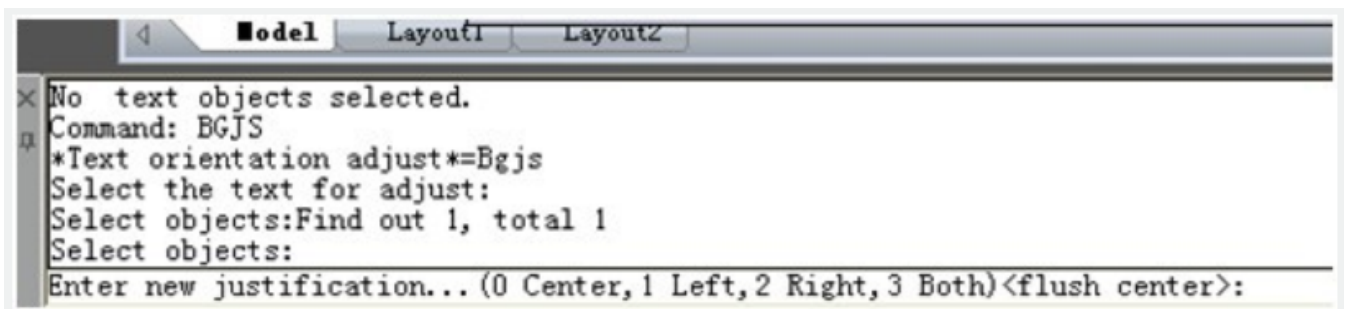 Model Layout1 Layout2
No text objects selected.
Command: BGJS
*Text orientation adjust*=Bgjs
Select the text for adjust:
Select objects:Find out 1, total 1
Select objects:
Enter new justification...(0 Center,1 Left,2 Right,3 Both)<flush center>: